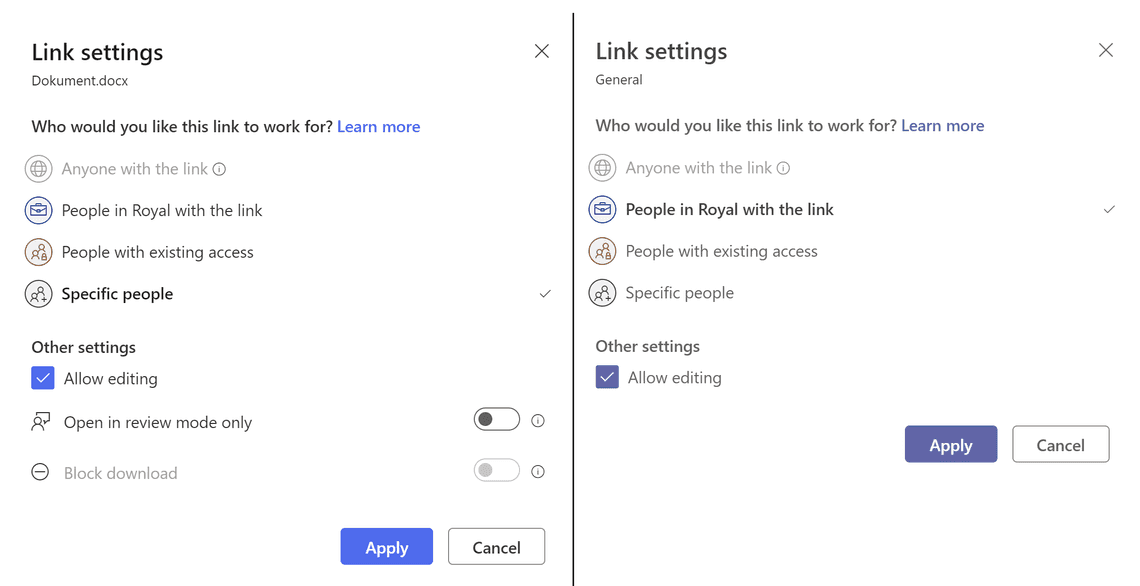 Link settings
Dokument.docx
Who would you like this link to work for? Learn more
Anyone with the link
People in Royal with the link
People with existing access
Specific people
Other settings
Allow editing
Open in review mode only
Block download
Apply
Cancel
Link settings
General
Who would you like this link to work for? Learn more
Anyone with the link
People in Royal with the link
People with existing access
Specific people
Other settings
Allow editing
Apply
Cancel